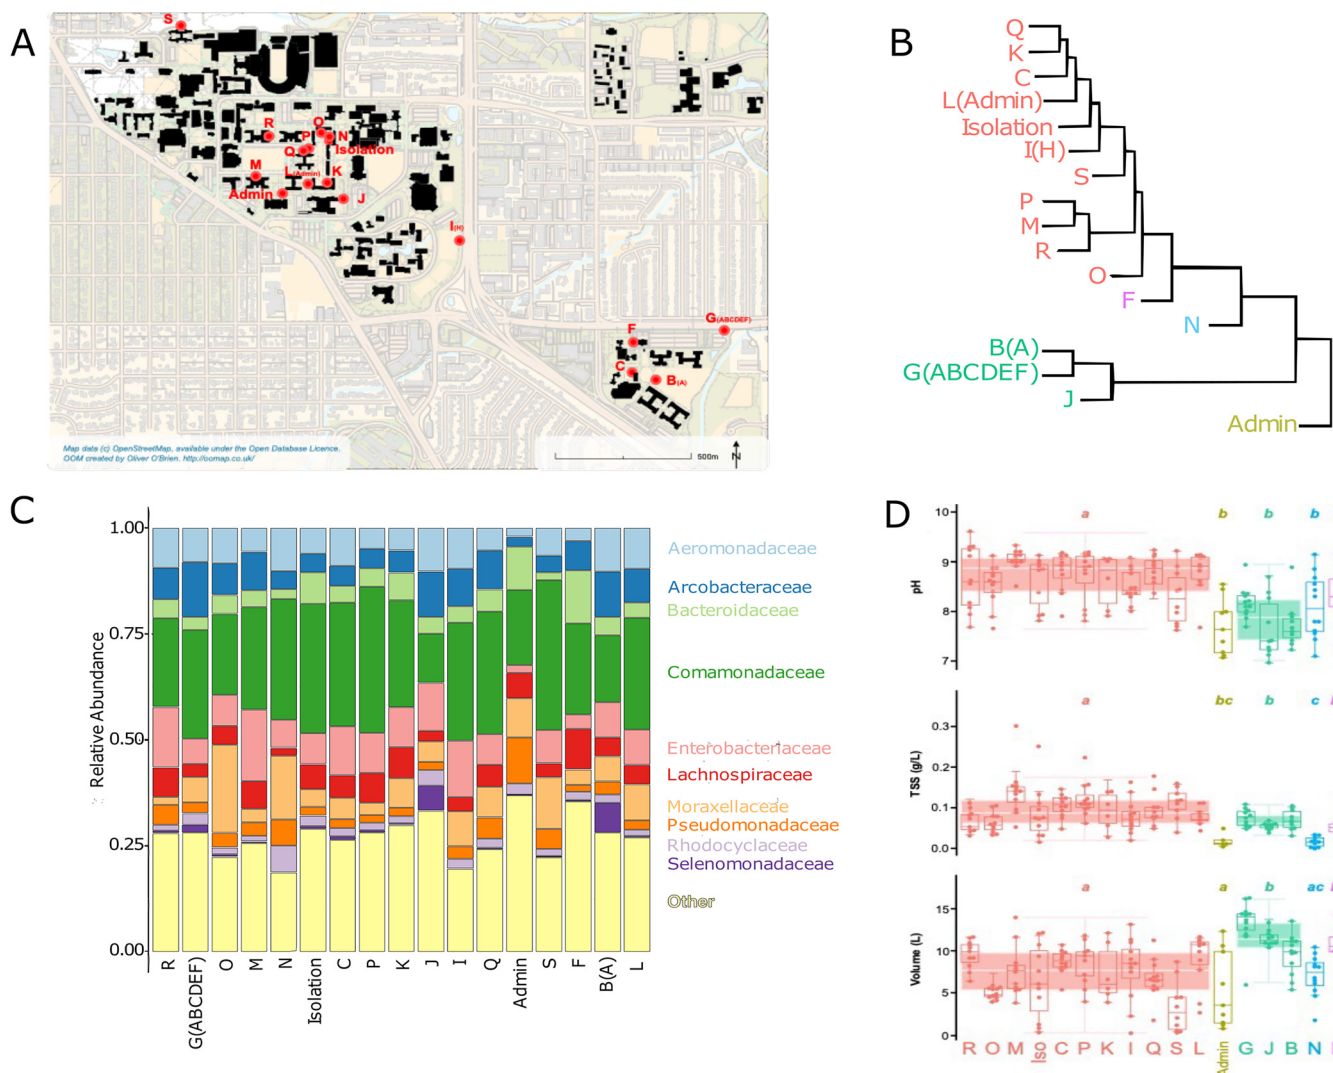 A
S
R
O
P
N
Q
Isolation
M
L(Admin)
K
Admin
J
I(H)
G(ABCDEF)
F
C
B(A)
Map data (c) OpenStreetMap, available under the Open Database Licence.
OOM created by Oliver O'Brien. http://oomap.co.uk/
500m
N
B
Q
K
C
L(Admin)
Isolation
I(H)
S
P
M
R
O
F
N
B(A)
G(ABCDEF)
J
Admin
C
Relative Abundance
1.00
0.75
0.50
0.25
0.00
R G(ABCDEF) O M N Isolation C P K J I Q Admin S F B(A) L
Aeromonadaceae
Arcobacteraceae
Bacteroidaceae
Comamonadaceae
Enterobacteriaceae
Lachnospiraceae
Moraxellaceae
Pseudomonadaceae
Rhodocyclaceae
Selenomonadaceae
Other
D
pH
10
9
8
7
a b b b
TSS (g/L)
0.3
0.2
0.1
0.0
a bc b c
Volume (L)
15
10
5
0
a a b ac
R O M Iso C P K I Q S L Admin G J B N